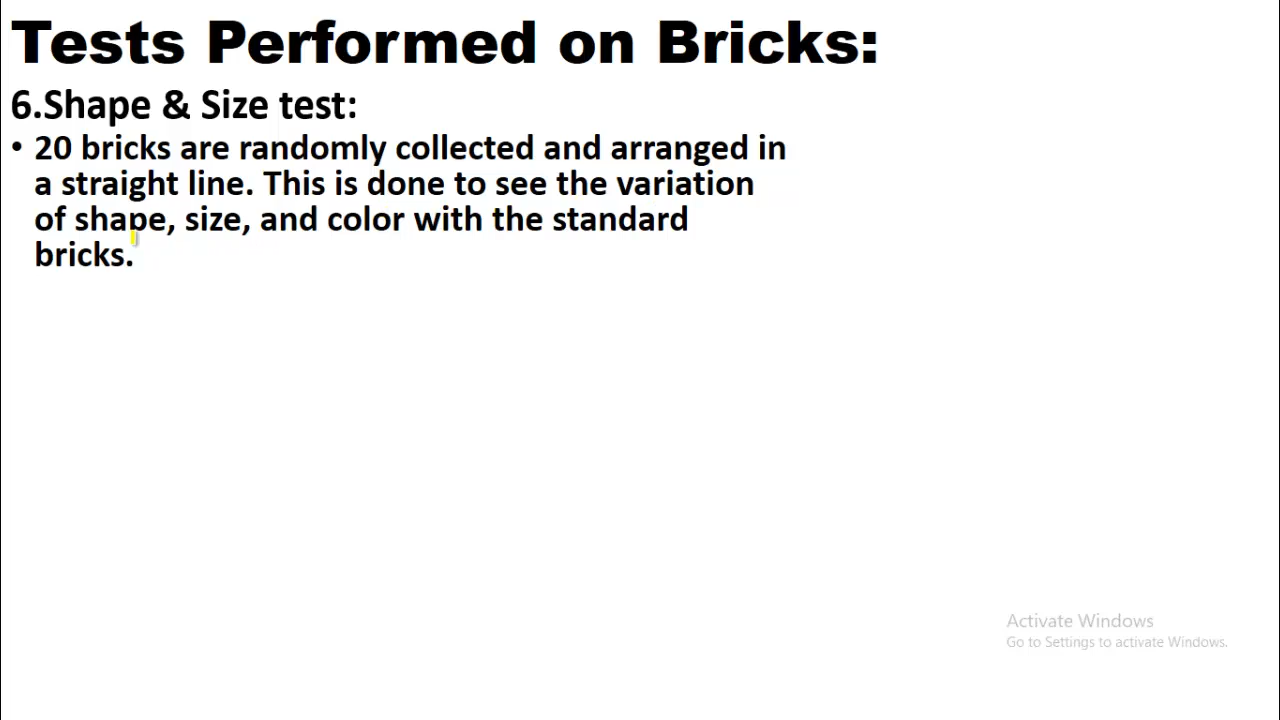 Tests Performed on Bricks:
6.Shape & Size test:
• 20 bricks are randomly collected and arranged in
a straight line. This is done to see the variation
of shape, size, and color with the standard
bricks.
Activate Windows
Go to Settings to activate Windows.